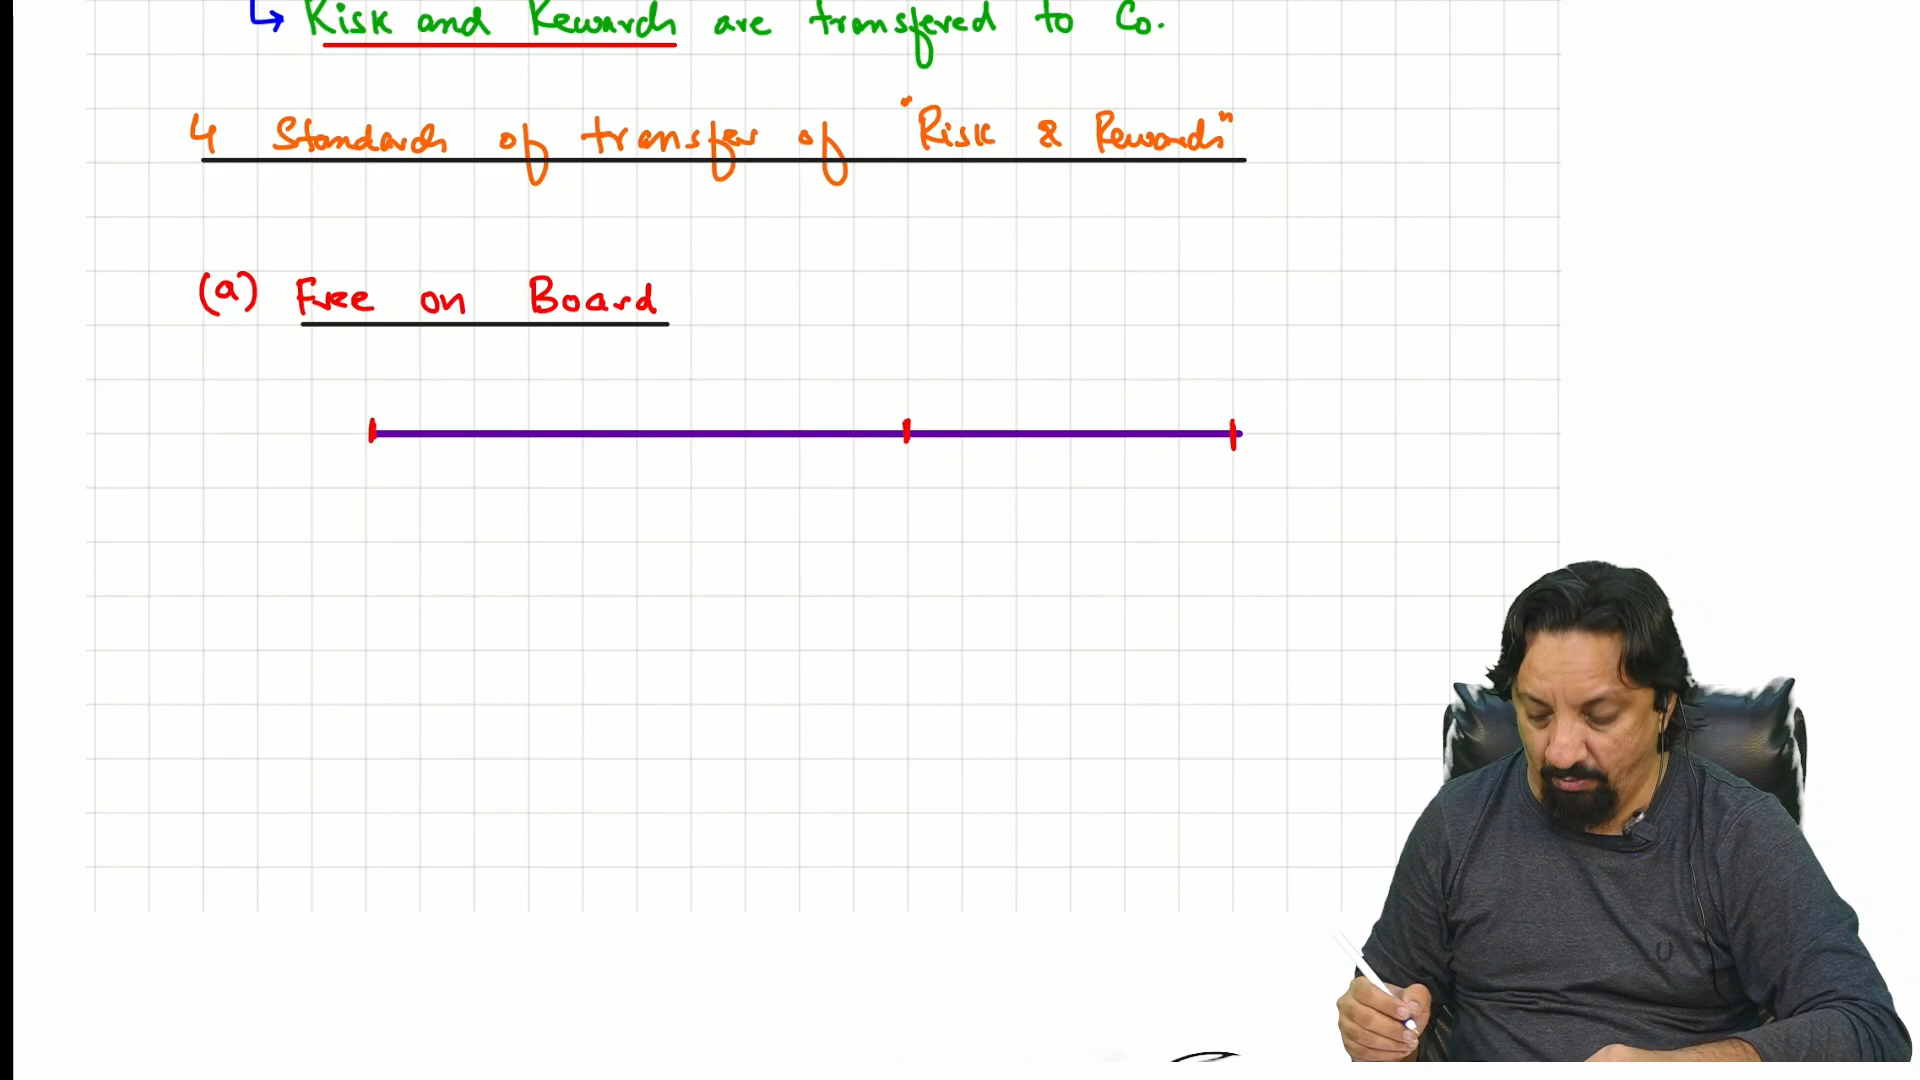 ↳ Risk and Rewards are transfered to Co.
4 Standards of transfer of "Risk & Rewards"
(a) Free on Board